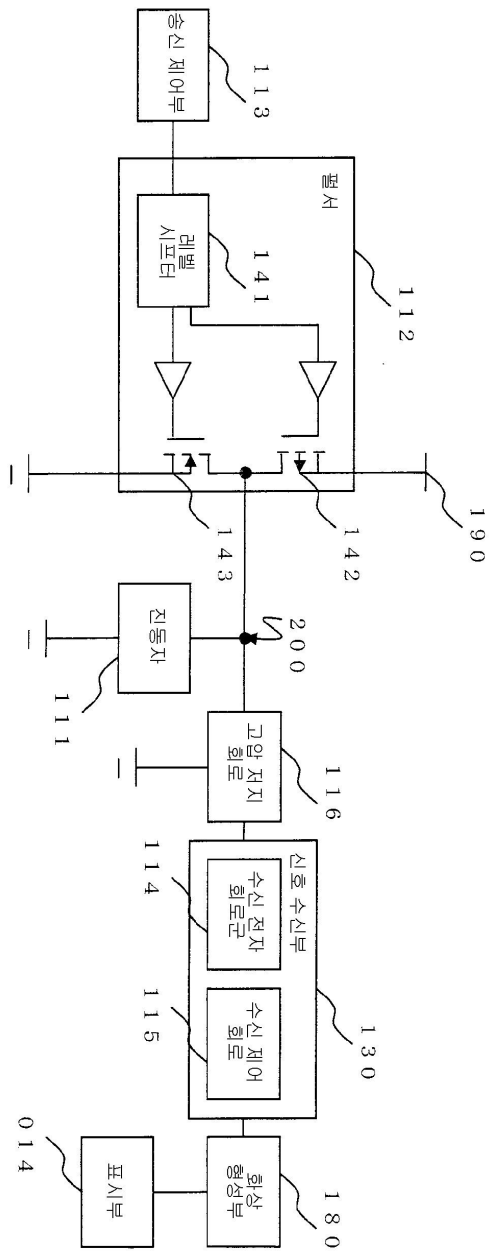 송신 제어부
113
펄서
레벨
시프터
141
112
190
142
143
200
진동자
111
고압 저지
회로
116
신호 수신부
수신 전자
회로군
114
수신 제어
회로
115
130
화상
형성부
180
표시부
014